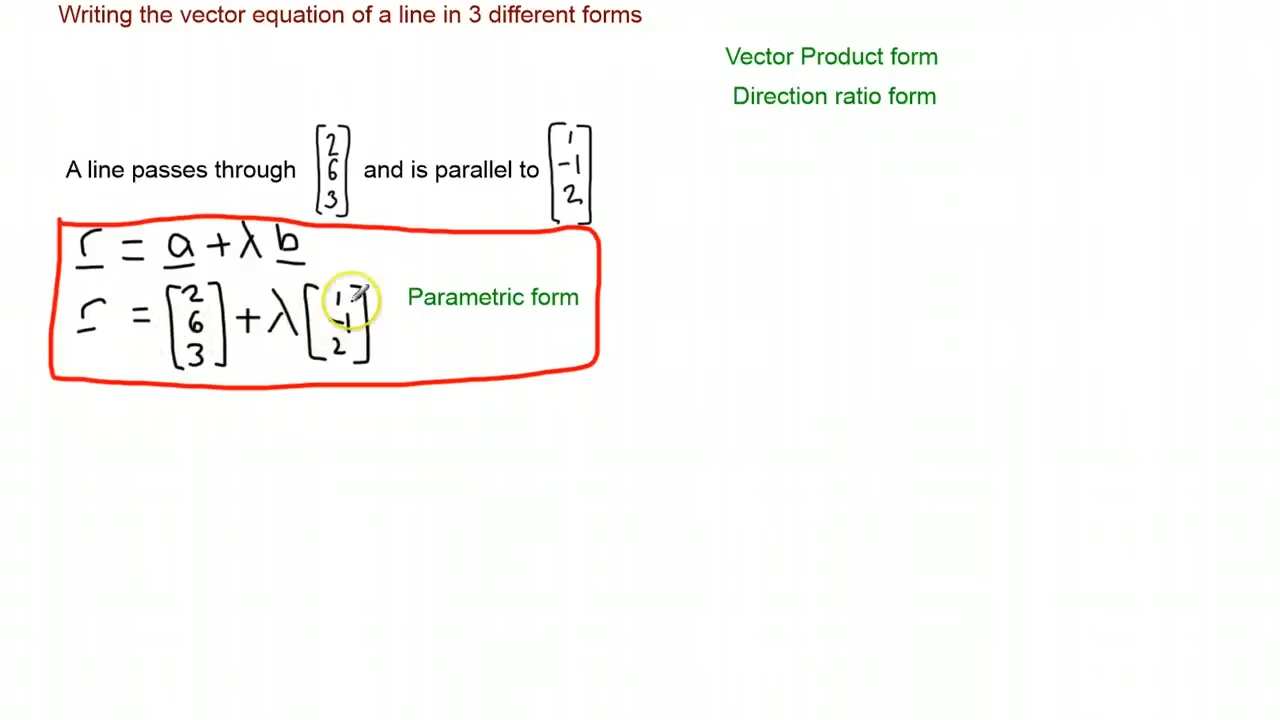 Writing the vector equation of a line in 3 different forms
Vector Product form
Direction ratio form
A line passes through [2 6 3] and is parallel to [1 -1 2]
r = a + λ b
r = [2 6 3] + λ [1 -1 2]
Parametric form